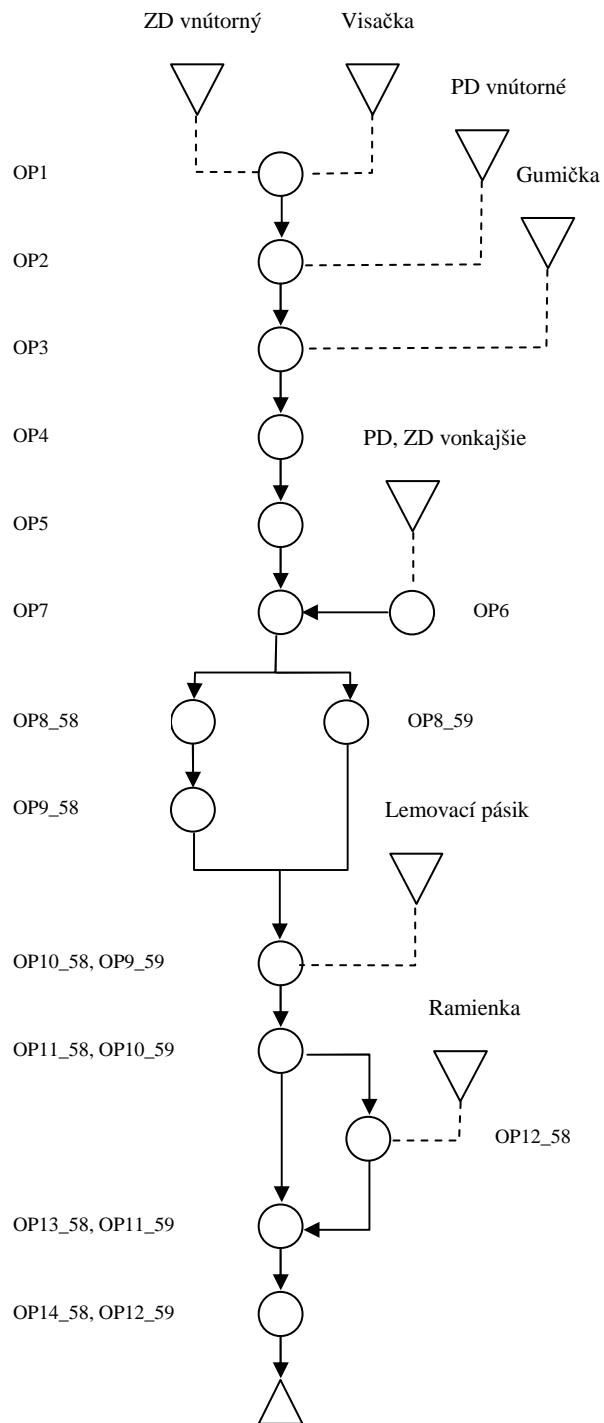 ZD vnútorný
Visačka
PD vnútorné
OP1
Gumička
OP2
OP3
OP4
PD, ZD vonkajšie
OP5
OP7
OP6
OP8_58
OP8_59
OP9_58
Lemovací pásik
OP10_58, OP9_59
Ramienka
OP11_58, OP10_59
OP12_58
OP13_58, OP11_59
OP14_58, OP12_59